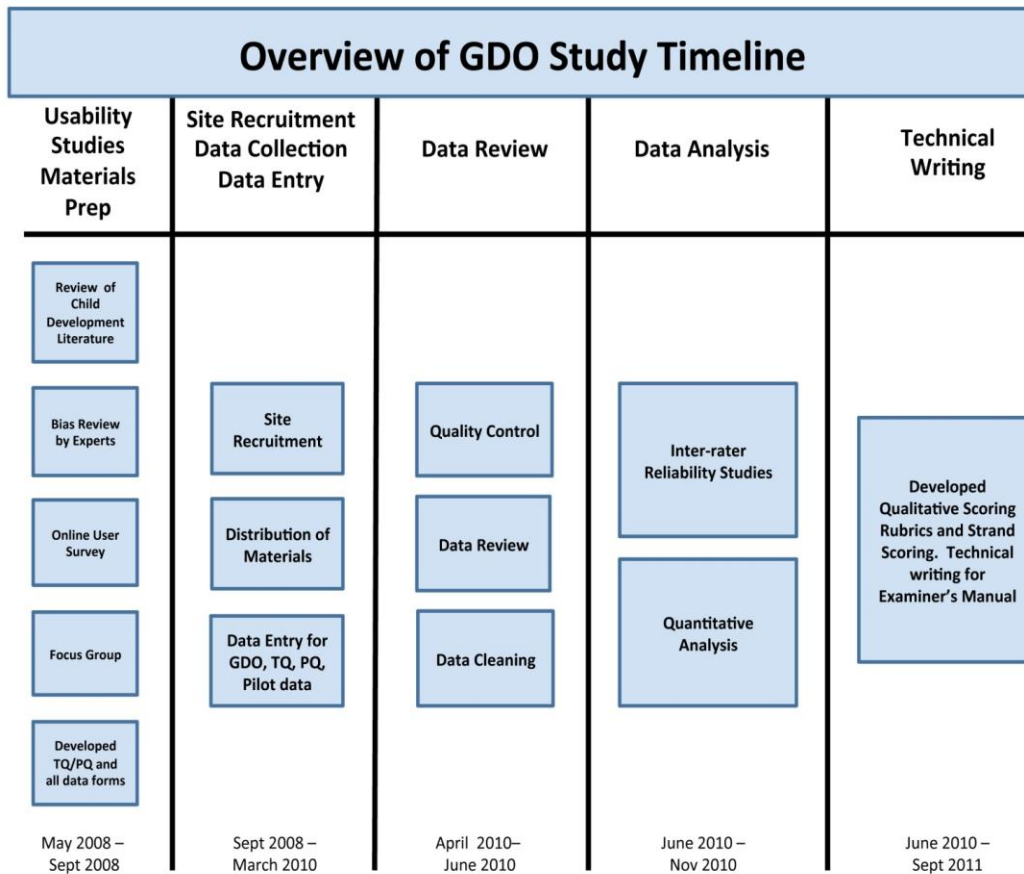 Overview of GDO Study Timeline
Usability
Studies
Materials
Prep
Site Recruitment
Data Collection
Data Entry
Data Review
Data Analysis
Technical
Writing
Review of
Child
Development
Literature
Bias Review
by Experts
Online User
Survey
Focus Group
Developed
TQ/PQ and
all data forms
Site
Recruitment
Distribution of
Materials
Data Entry for
GDO, TQ, PQ,
Pilot data
Quality Control
Data Review
Data Cleaning
Inter-rater
Reliability Studies
Quantitative
Analysis
Developed
Qualitative Scoring
Rubrics and Strand
Scoring. Technical
writing for
Examiner’s Manual
May 2008 –
Sept 2008
Sept 2008 –
March 2010
April 2010–
June 2010
June 2010 –
Nov 2010
June 2010 –
Sept 2011